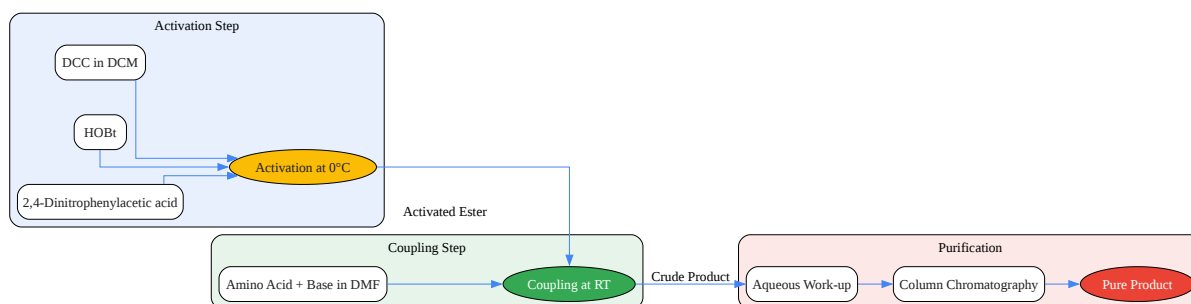 Activation Step
DCC in DCM
HOBt
Activation at 0°C
2,4-Dinitrophenylacetic acid
Activated Ester
Coupling Step
Amino Acid + Base in DMF
Coupling at RT
Crude Product
Purification
Aqueous Work-up
Column Chromatography
Pure Product